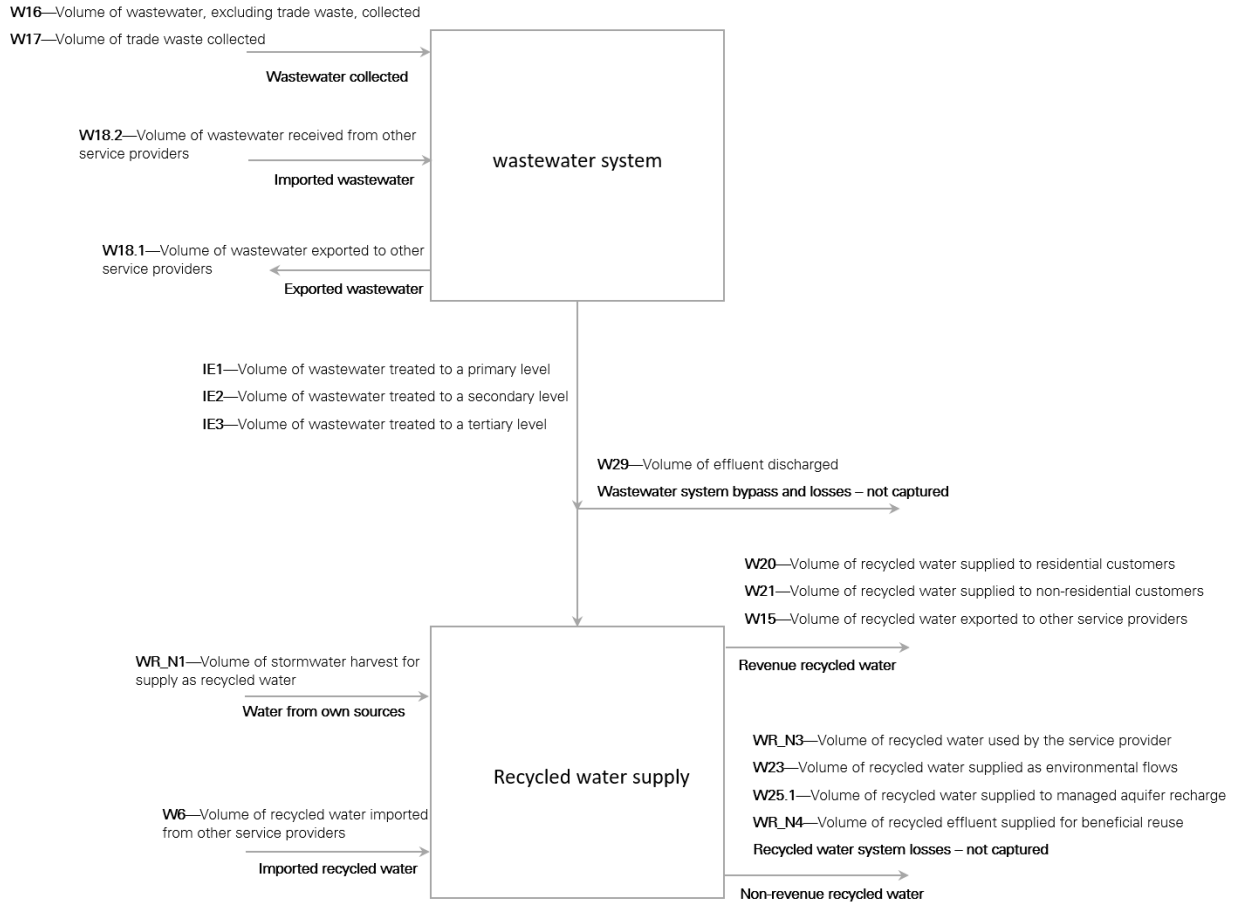 W16—Volume of wastewater, excluding trade waste, collected
W17—Volume of trade waste collected
Wastewater collected
W18.2—Volume of wastewater received from other
service providers
Imported wastewater
wastewater system
W18.1—Volume of wastewater exported to other
service providers
Exported wastewater
IE1—Volume of wastewater treated to a primary level
IE2—Volume of wastewater treated to a secondary level
IE3—Volume of wastewater treated to a tertiary level
W29—Volume of effluent discharged
Wastewater system bypass and losses – not captured
W20—Volume of recycled water supplied to residential customers
W21—Volume of recycled water supplied to non-residential customers
W15—Volume of recycled water exported to other service providers
Revenue recycled water
WR_N1—Volume of stormwater harvest for
supply as recycled water
Water from own sources
Recycled water supply
W6—Volume of recycled water imported
from other service providers
Imported recycled water
WR_N3—Volume of recycled water used by the service provider
W23—Volume of recycled water supplied as environmental flows
W25.1—Volume of recycled water supplied to managed aquifer recharge
WR_N4—Volume of recycled effluent supplied for beneficial reuse
Recycled water system losses – not captured
Non-revenue recycled water